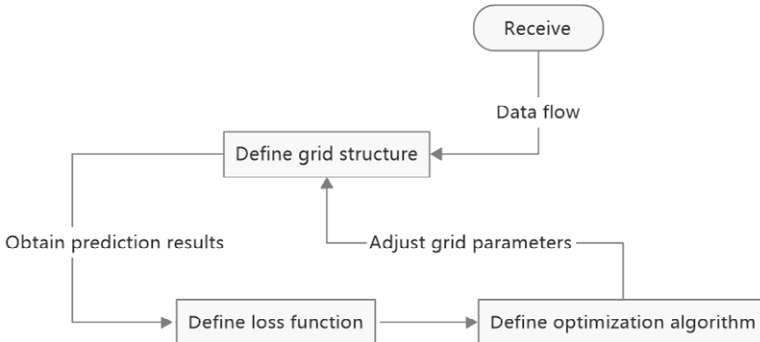 Receive
Data flow
Define grid structure
Obtain prediction results
Adjust grid parameters
Define loss function
Define optimization algorithm